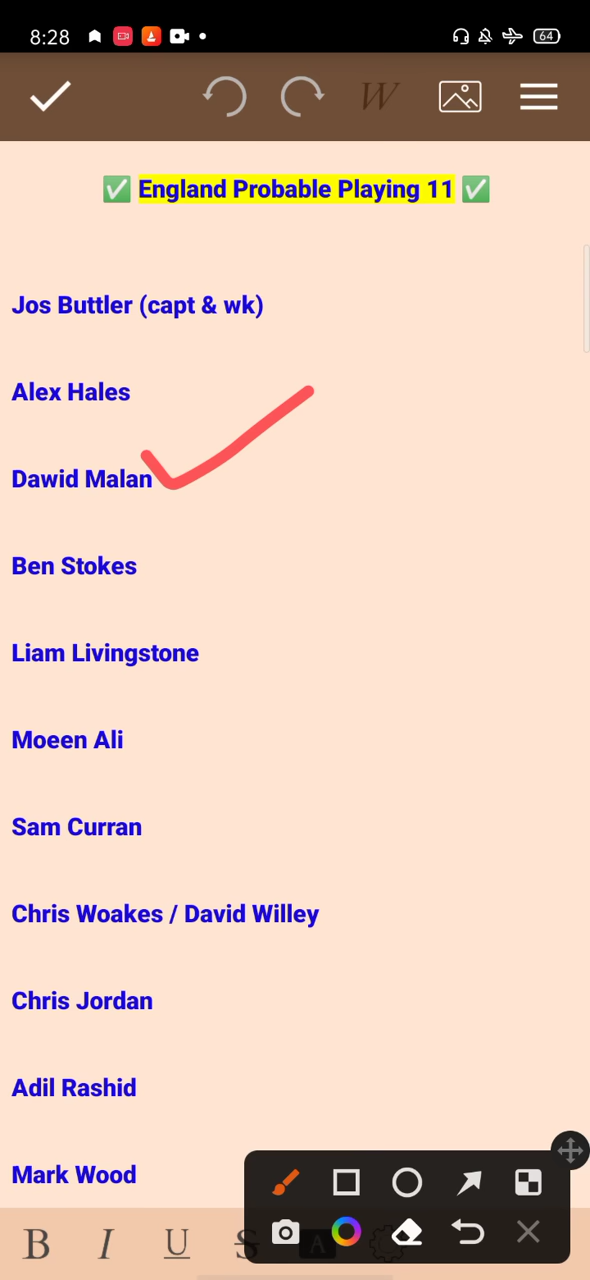 8:28
64
W
✅ England Probable Playing 11 ✅
Jos Buttler (capt & wk)
Alex Hales
Dawid Malan
Ben Stokes
Liam Livingstone
Moeen Ali
Sam Curran
Chris Woakes / David Willey
Chris Jordan
Adil Rashid
Mark Wood
B I U S A